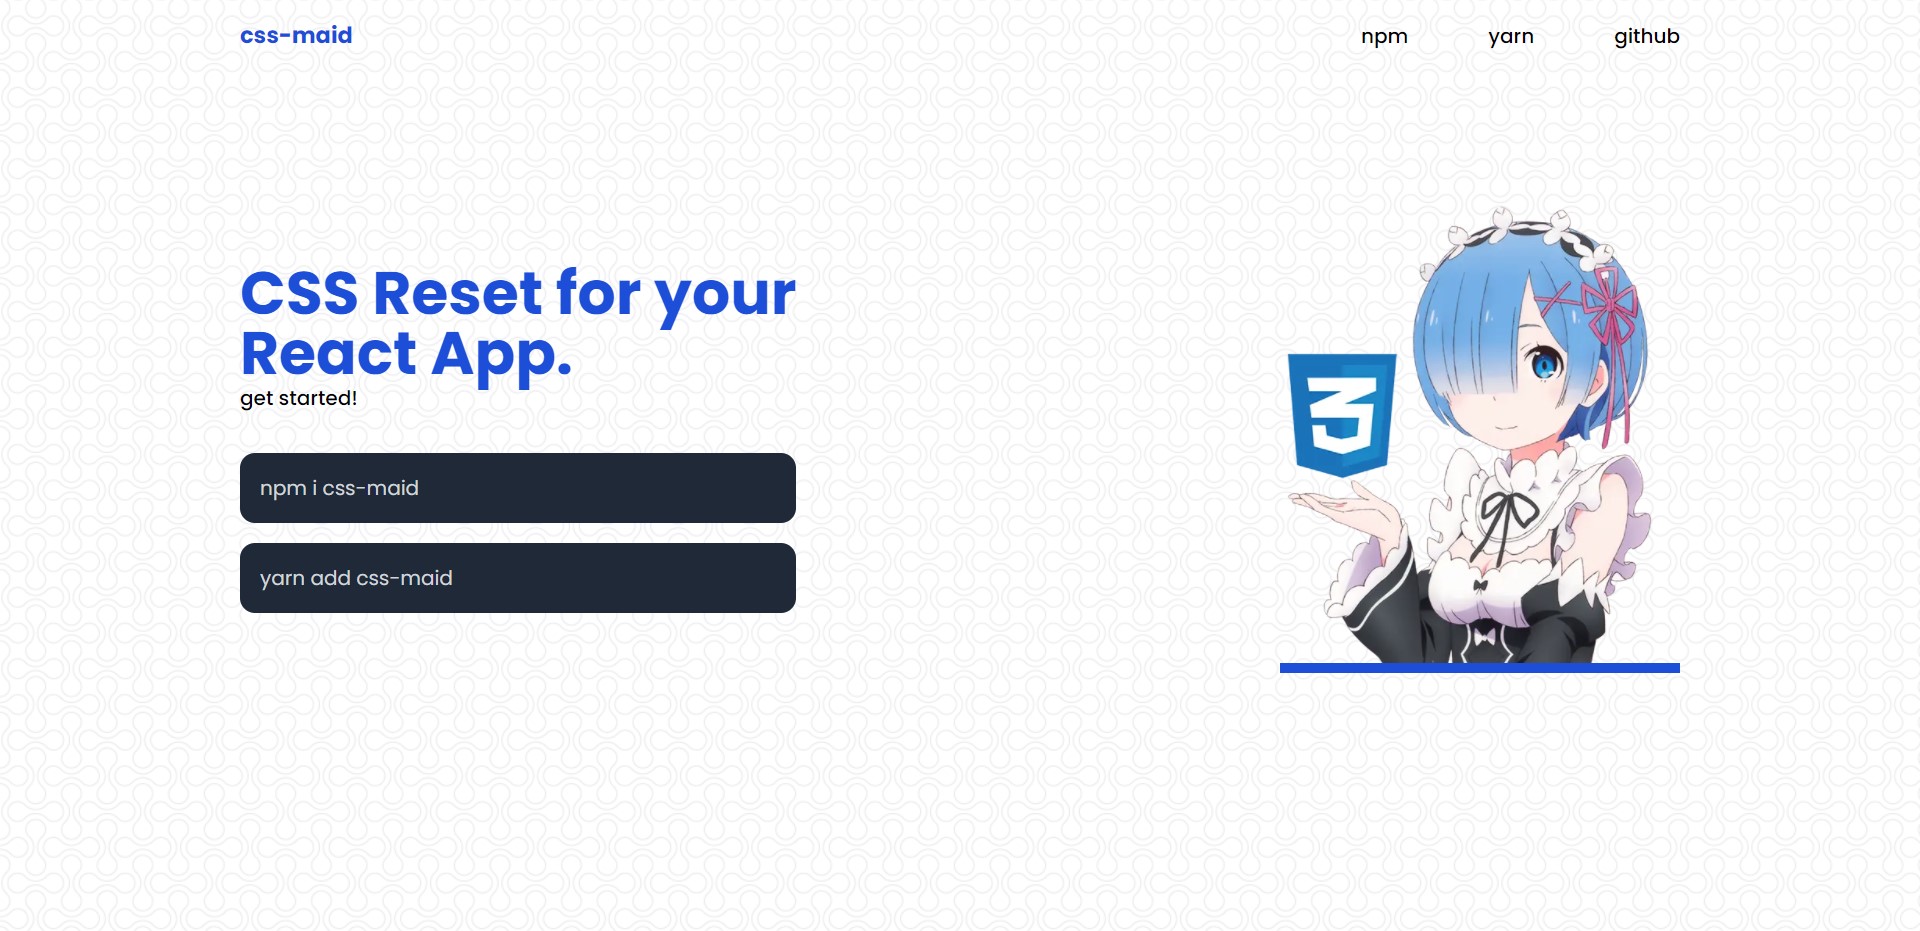 css-maid
npm
yarn
github
CSS Reset for your
React App.
get started!
npm i css-maid
yarn add css-maid
3